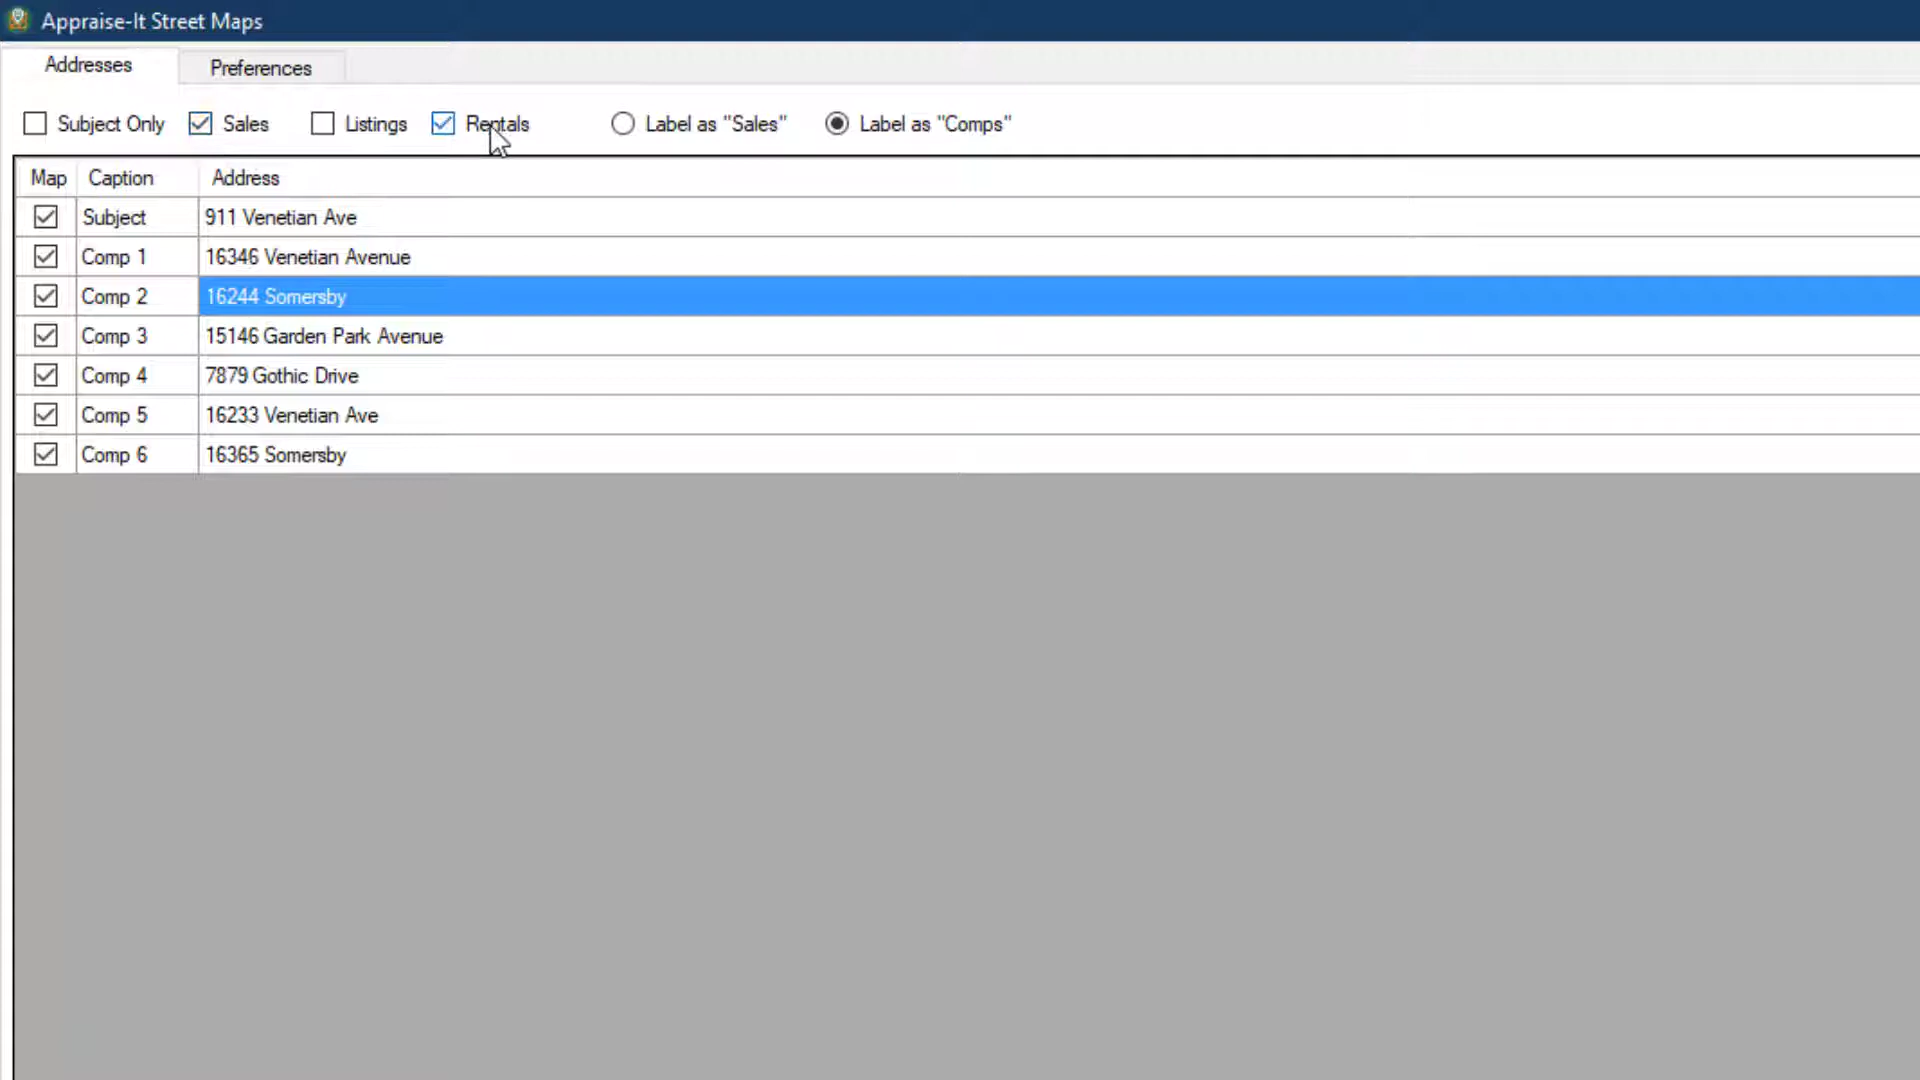 Appraise-It Street Maps
Addresses Preferences
Subject Only Sales Listings Rentals Label as "Sales" Label as "Comps"
Map Caption Address
Subject 911 Venetian Ave
Comp 1 16346 Venetian Avenue
Comp 2 16244 Somersby
Comp 3 15146 Garden Park Avenue
Comp 4 7879 Gothic Drive
Comp 5 16233 Venetian Ave
Comp 6 16365 Somersby